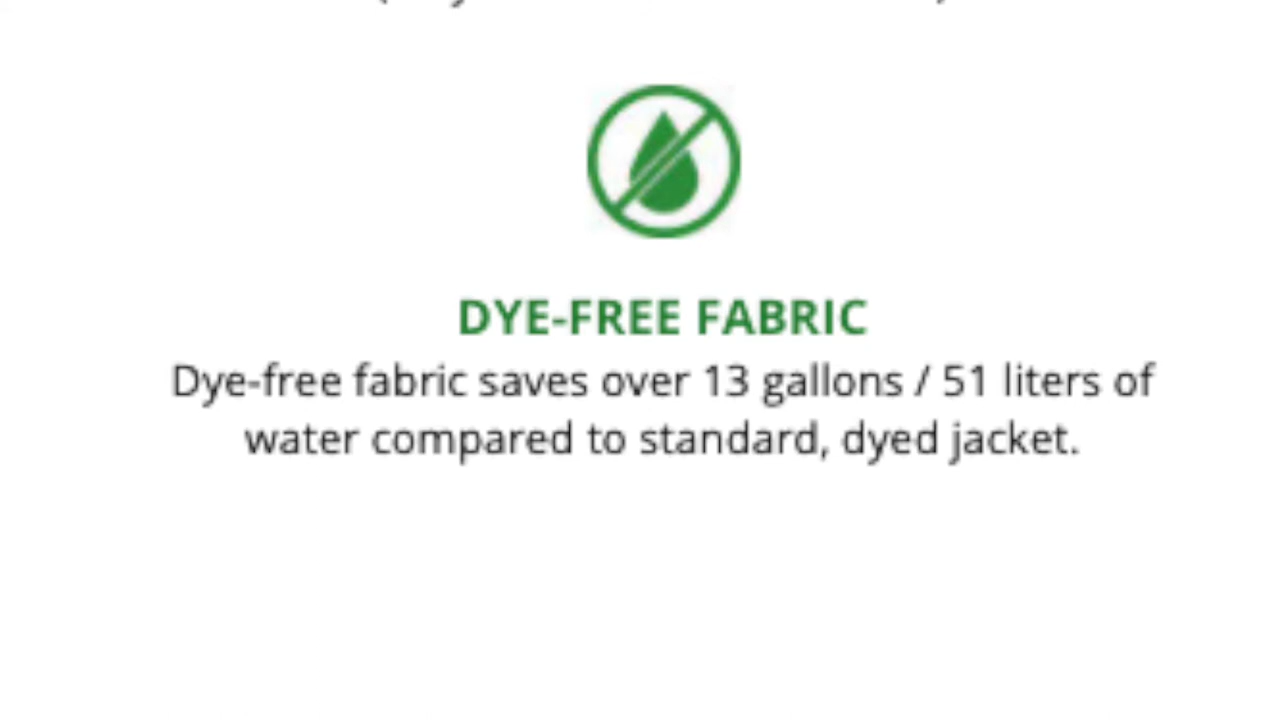 DYE-FREE FABRIC
Dye-free fabric saves over 13 gallons / 51 liters of
water compared to standard, dyed jacket.